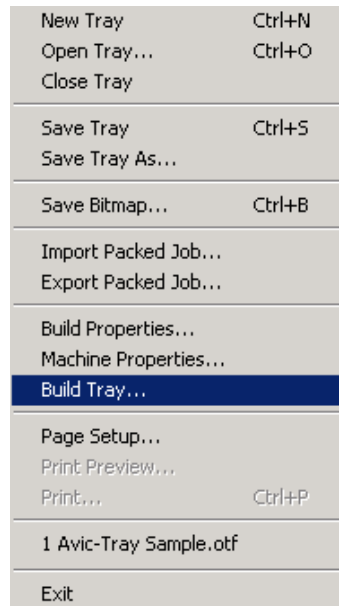 New Tray Ctrl+N
Open Tray... Ctrl+O
Close Tray
Save Tray Ctrl+S
Save Tray As...
Save Bitmap... Ctrl+B
Import Packed Job...
Export Packed Job...
Build Properties...
Machine Properties...
Build Tray...
Page Setup...
Print Preview...
Print... Ctrl+P
1 Avic-Tray Sample.otf
Exit